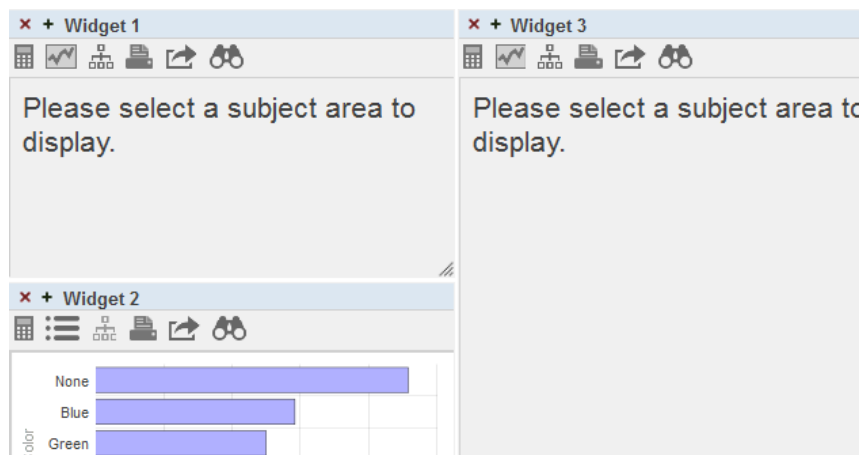 Widget 1
Please select a subject area to
display.
Widget 3
Please select a subject area to
display.
Widget 2
None
Blue
Green